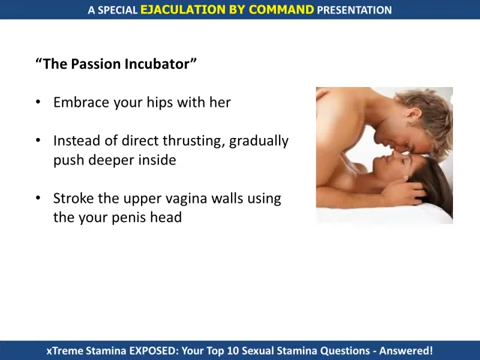 A SPECIAL EJACULATION BY COMMAND PRESENTATION
“The Passion Incubator”
• Embrace your hips with her
• Instead of direct thrusting, gradually
push deeper inside
• Stroke the upper vagina walls using
the your penis head
xTreme Stamina EXPOSED: Your Top 10 Sexual Stamina Questions - Answered!